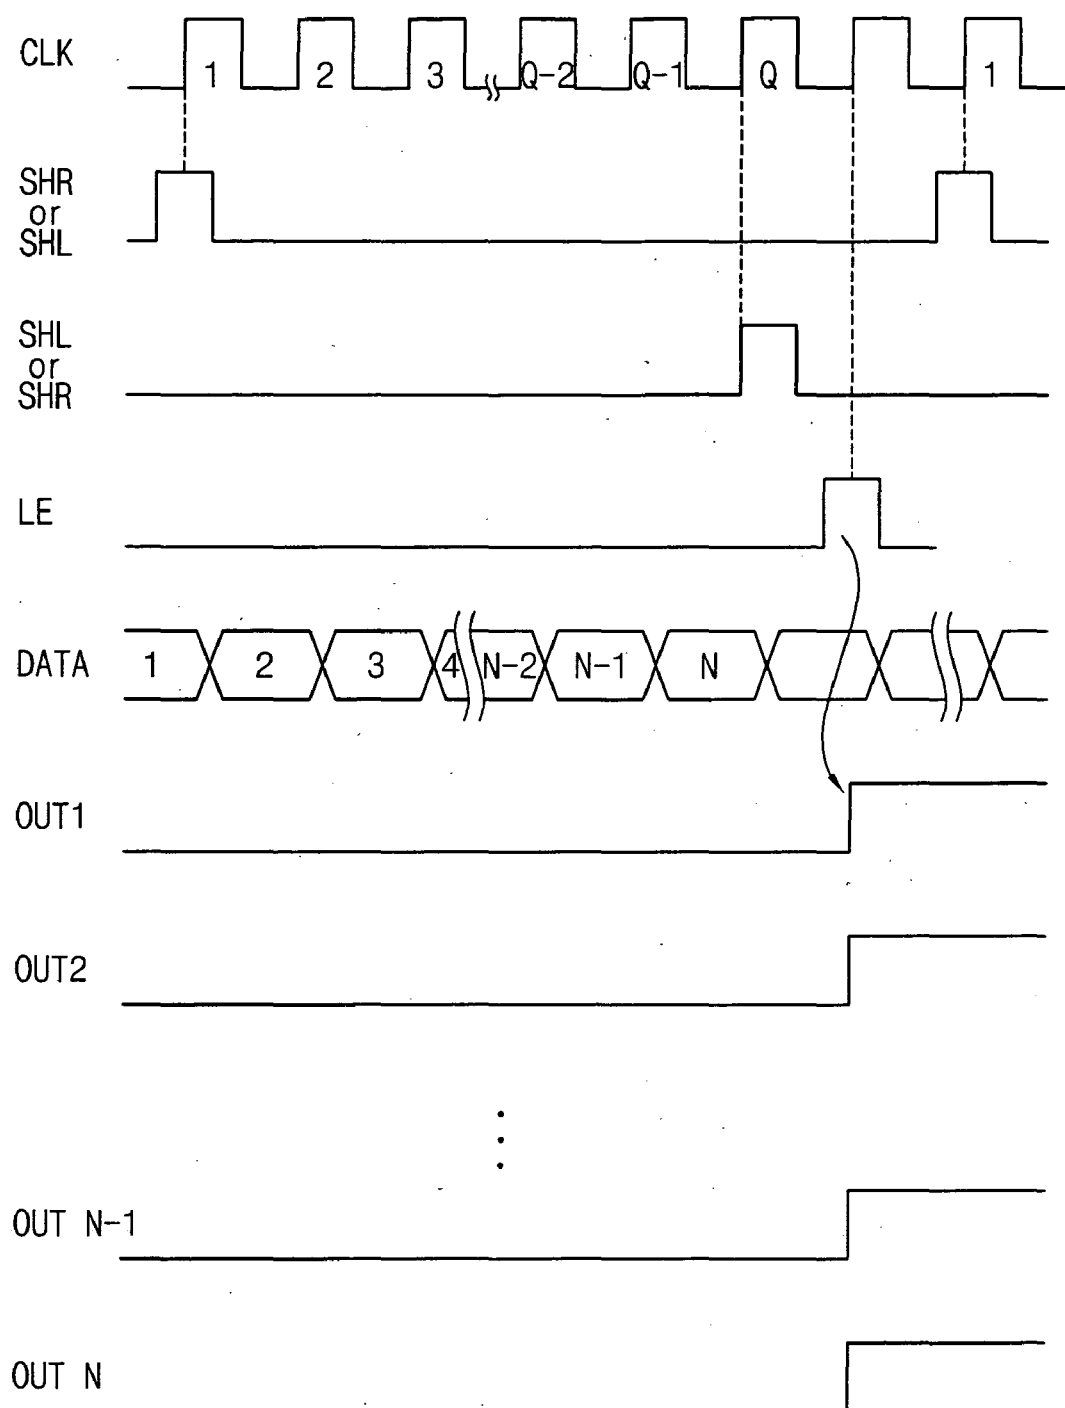 CLK
1 2 3 Q-2 Q-1 Q 1
SHR
or
SHL
SHL
or
SHR
LE
DATA 1 2 3 4 N-2 N-1 N
OUT1
OUT2
OUT N-1
OUT N